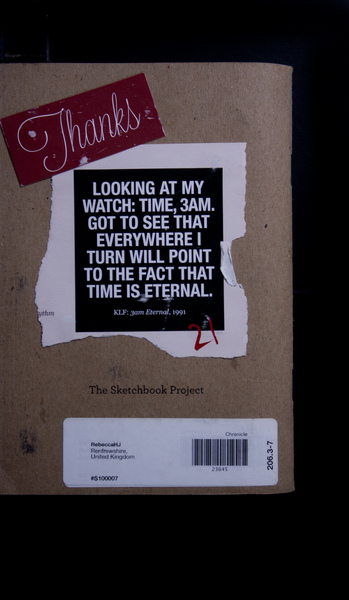 Thanks
LOOKING AT MY
WATCH: TIME, 3AM.
GOT TO SEE THAT
EVERYWHERE I
TURN WILL POINT
TO THE FACT THAT
TIME IS ETERNAL.
KLF: 3am Eternal, 1991
ythm
21
The Sketchbook Project
Chronicle
RebeccaHJ
Renfrewshire,
United Kingdom
23645
#S100007
206.3-7